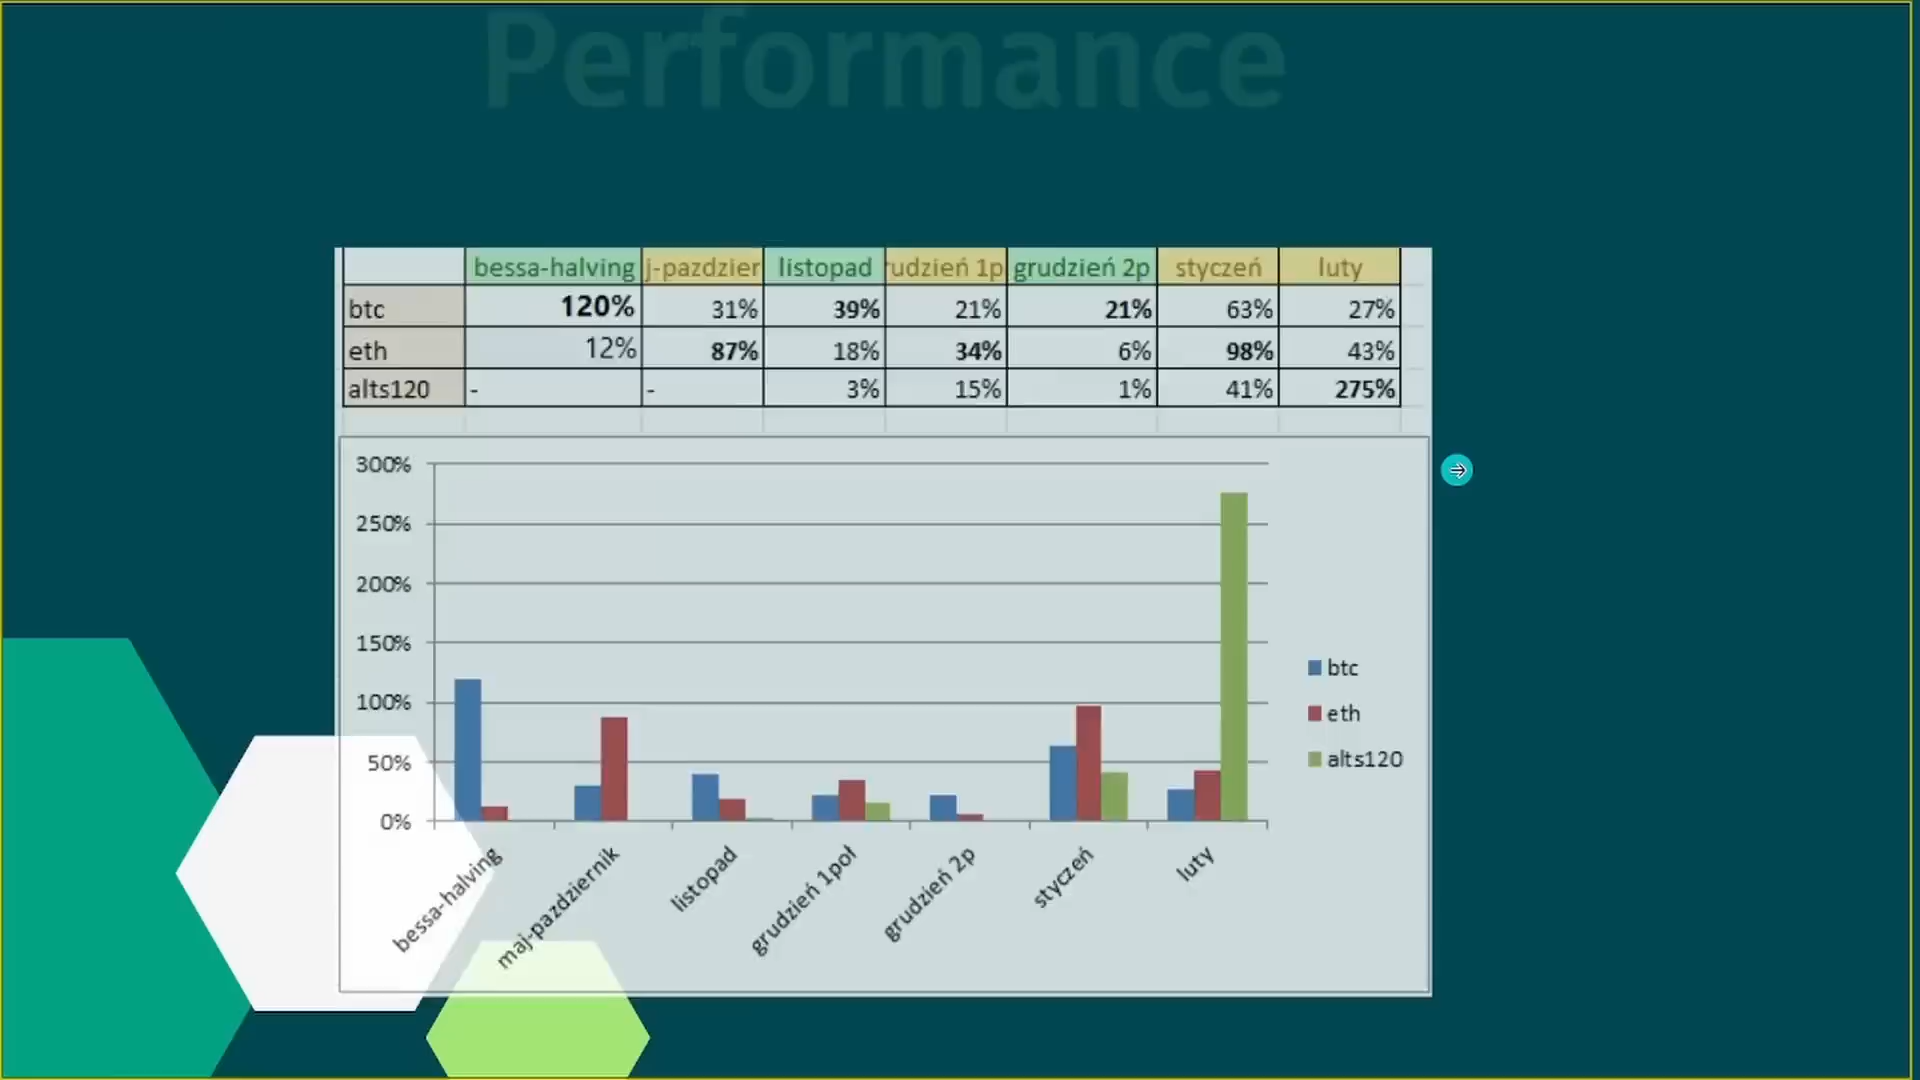 Performance
bessa-halving j-pazdzier listopad rudzień 1p grudzień 2p styczeń luty
btc 120% 31% 39% 21% 21% 63% 27%
eth 12% 87% 18% 34% 6% 98% 43%
alts120 - - 3% 15% 1% 41% 275%
300%
250%
200%
150%
100%
50%
0%
btc
eth
alts120
bessa-halving
maj-pazdziernik
listopad
grudzień 1poł
grudzień 2p
styczeń
luty